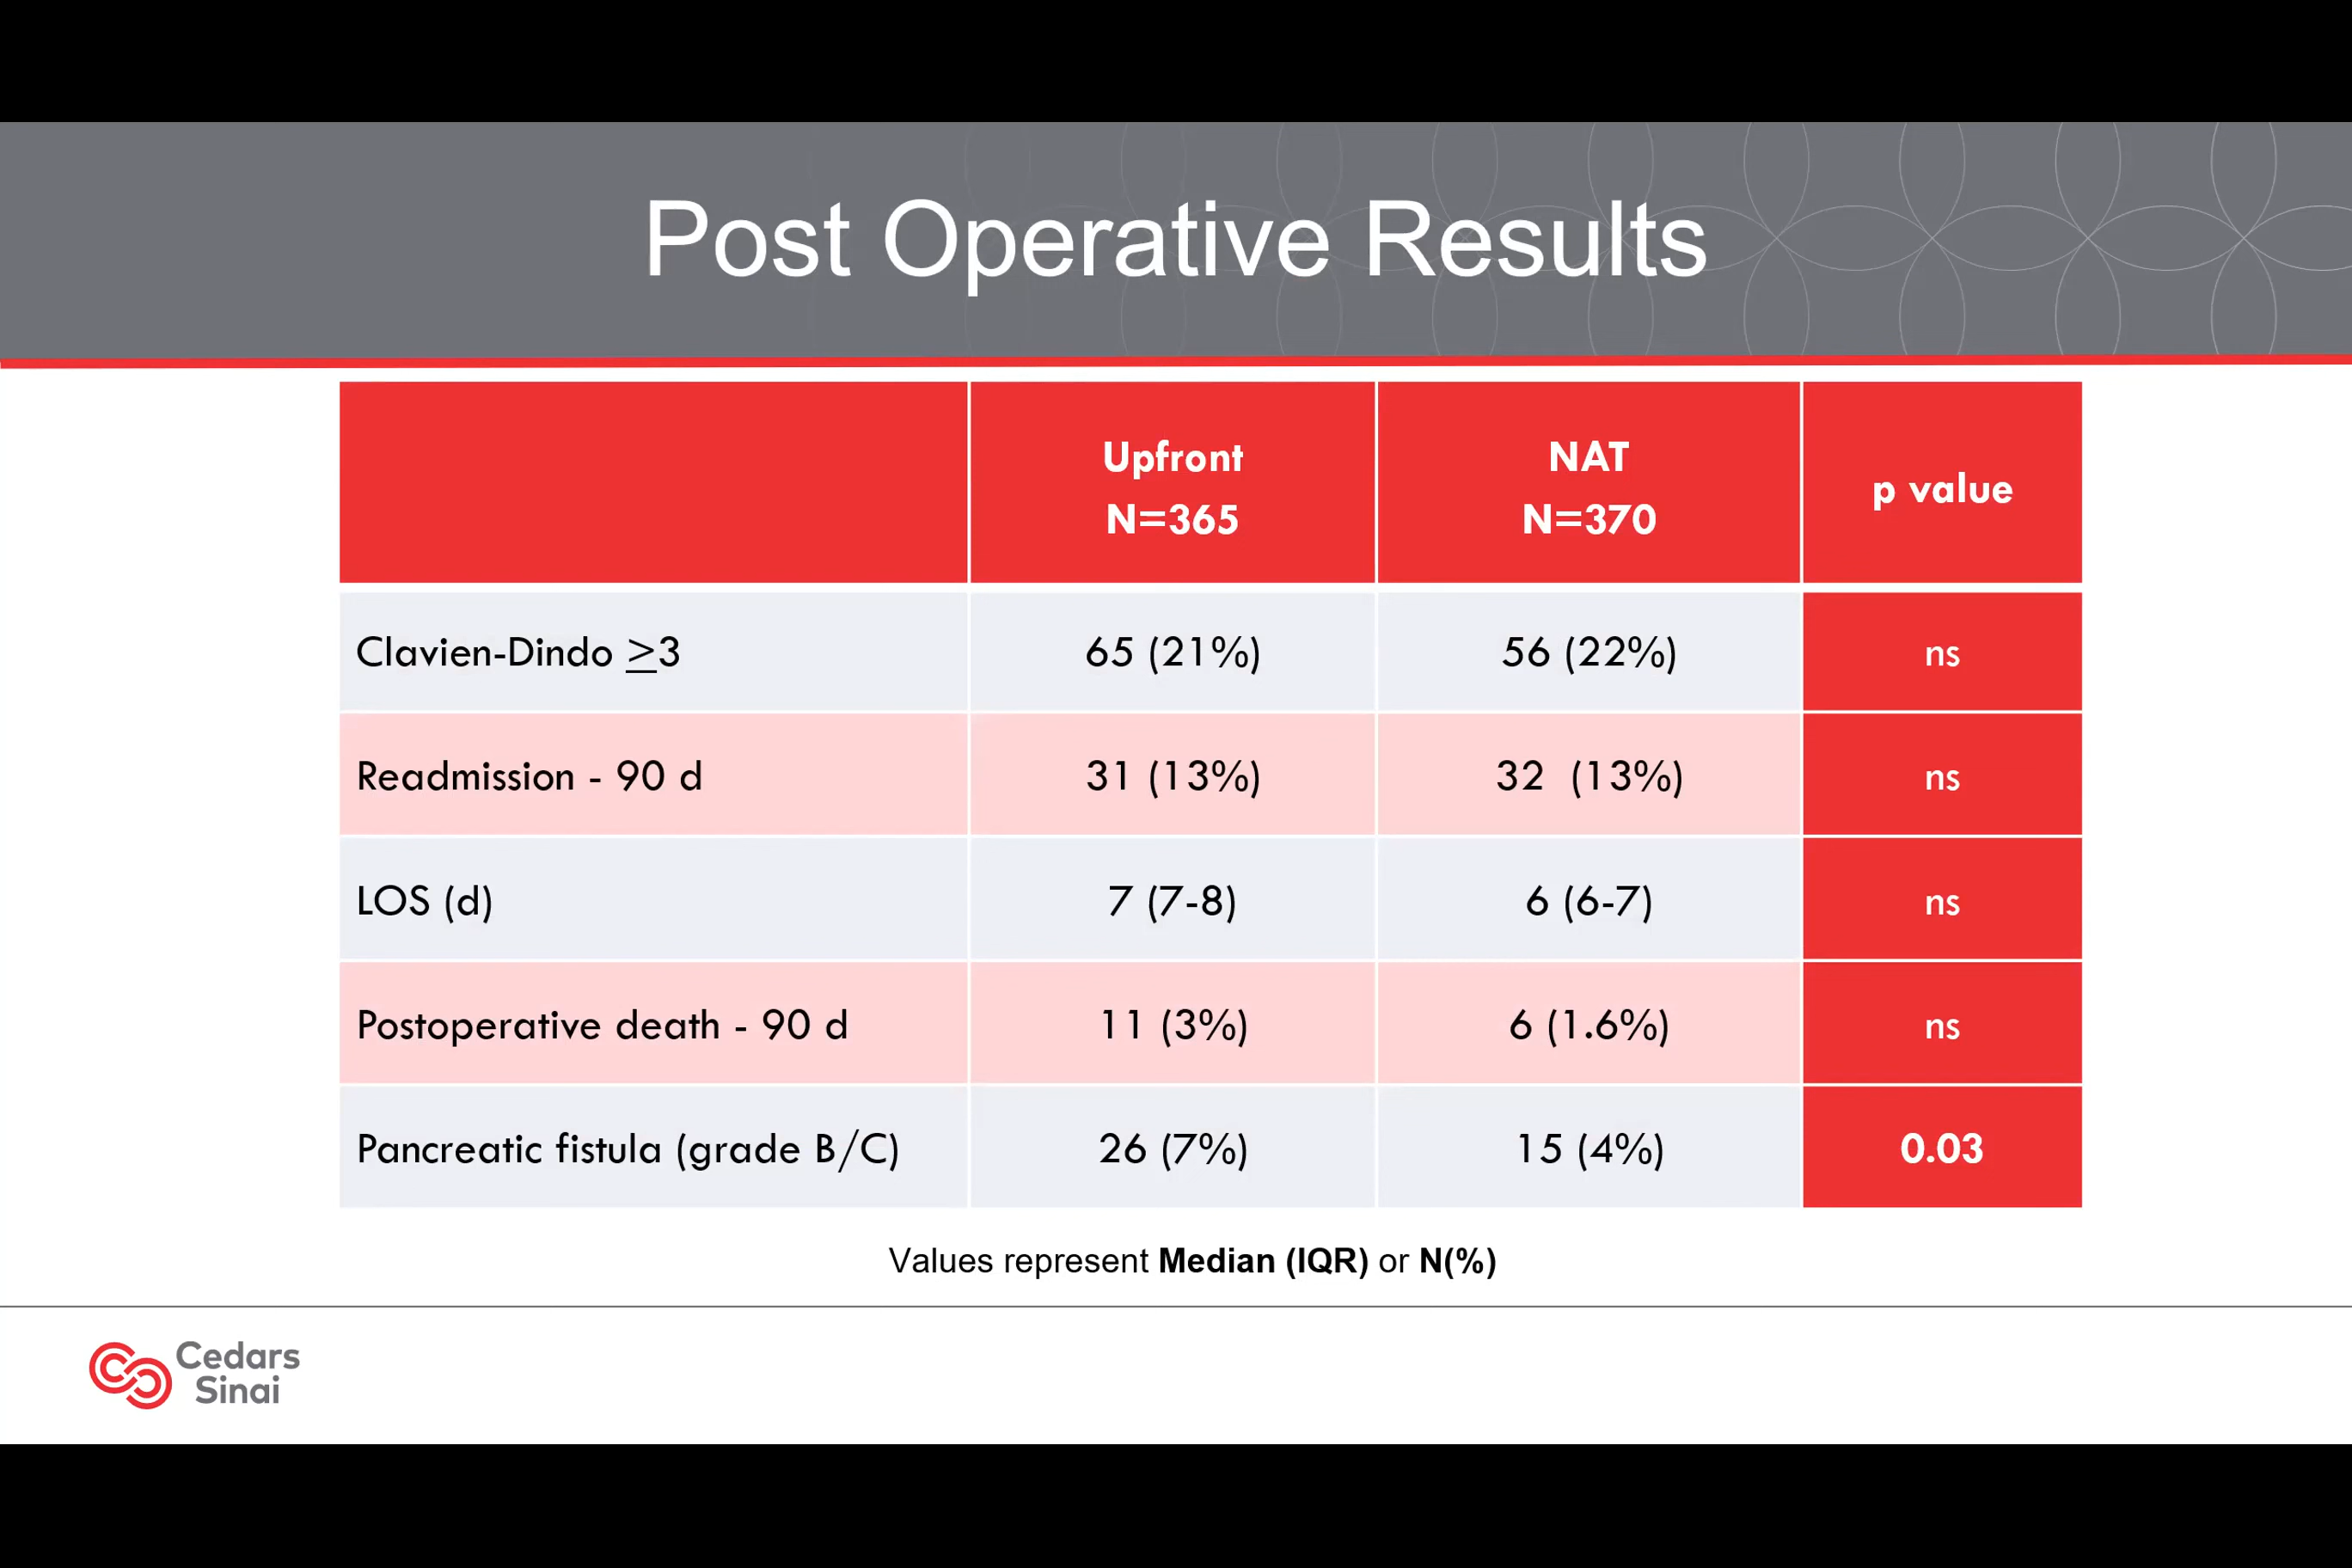 Post Operative Results
Upfront
N=365
NAT
N=370
p value
Clavien-Dindo ≥3 65 (21%) 56 (22%) ns
Readmission - 90 d 31 (13%) 32 (13%) ns
LOS (d) 7 (7-8) 6 (6-7) ns
Postoperative death - 90 d 11 (3%) 6 (1.6%) ns
Pancreatic fistula (grade B/C) 26 (7%) 15 (4%) 0.03
Values represent Median (IQR) or N(%)
Cedars
Sinai